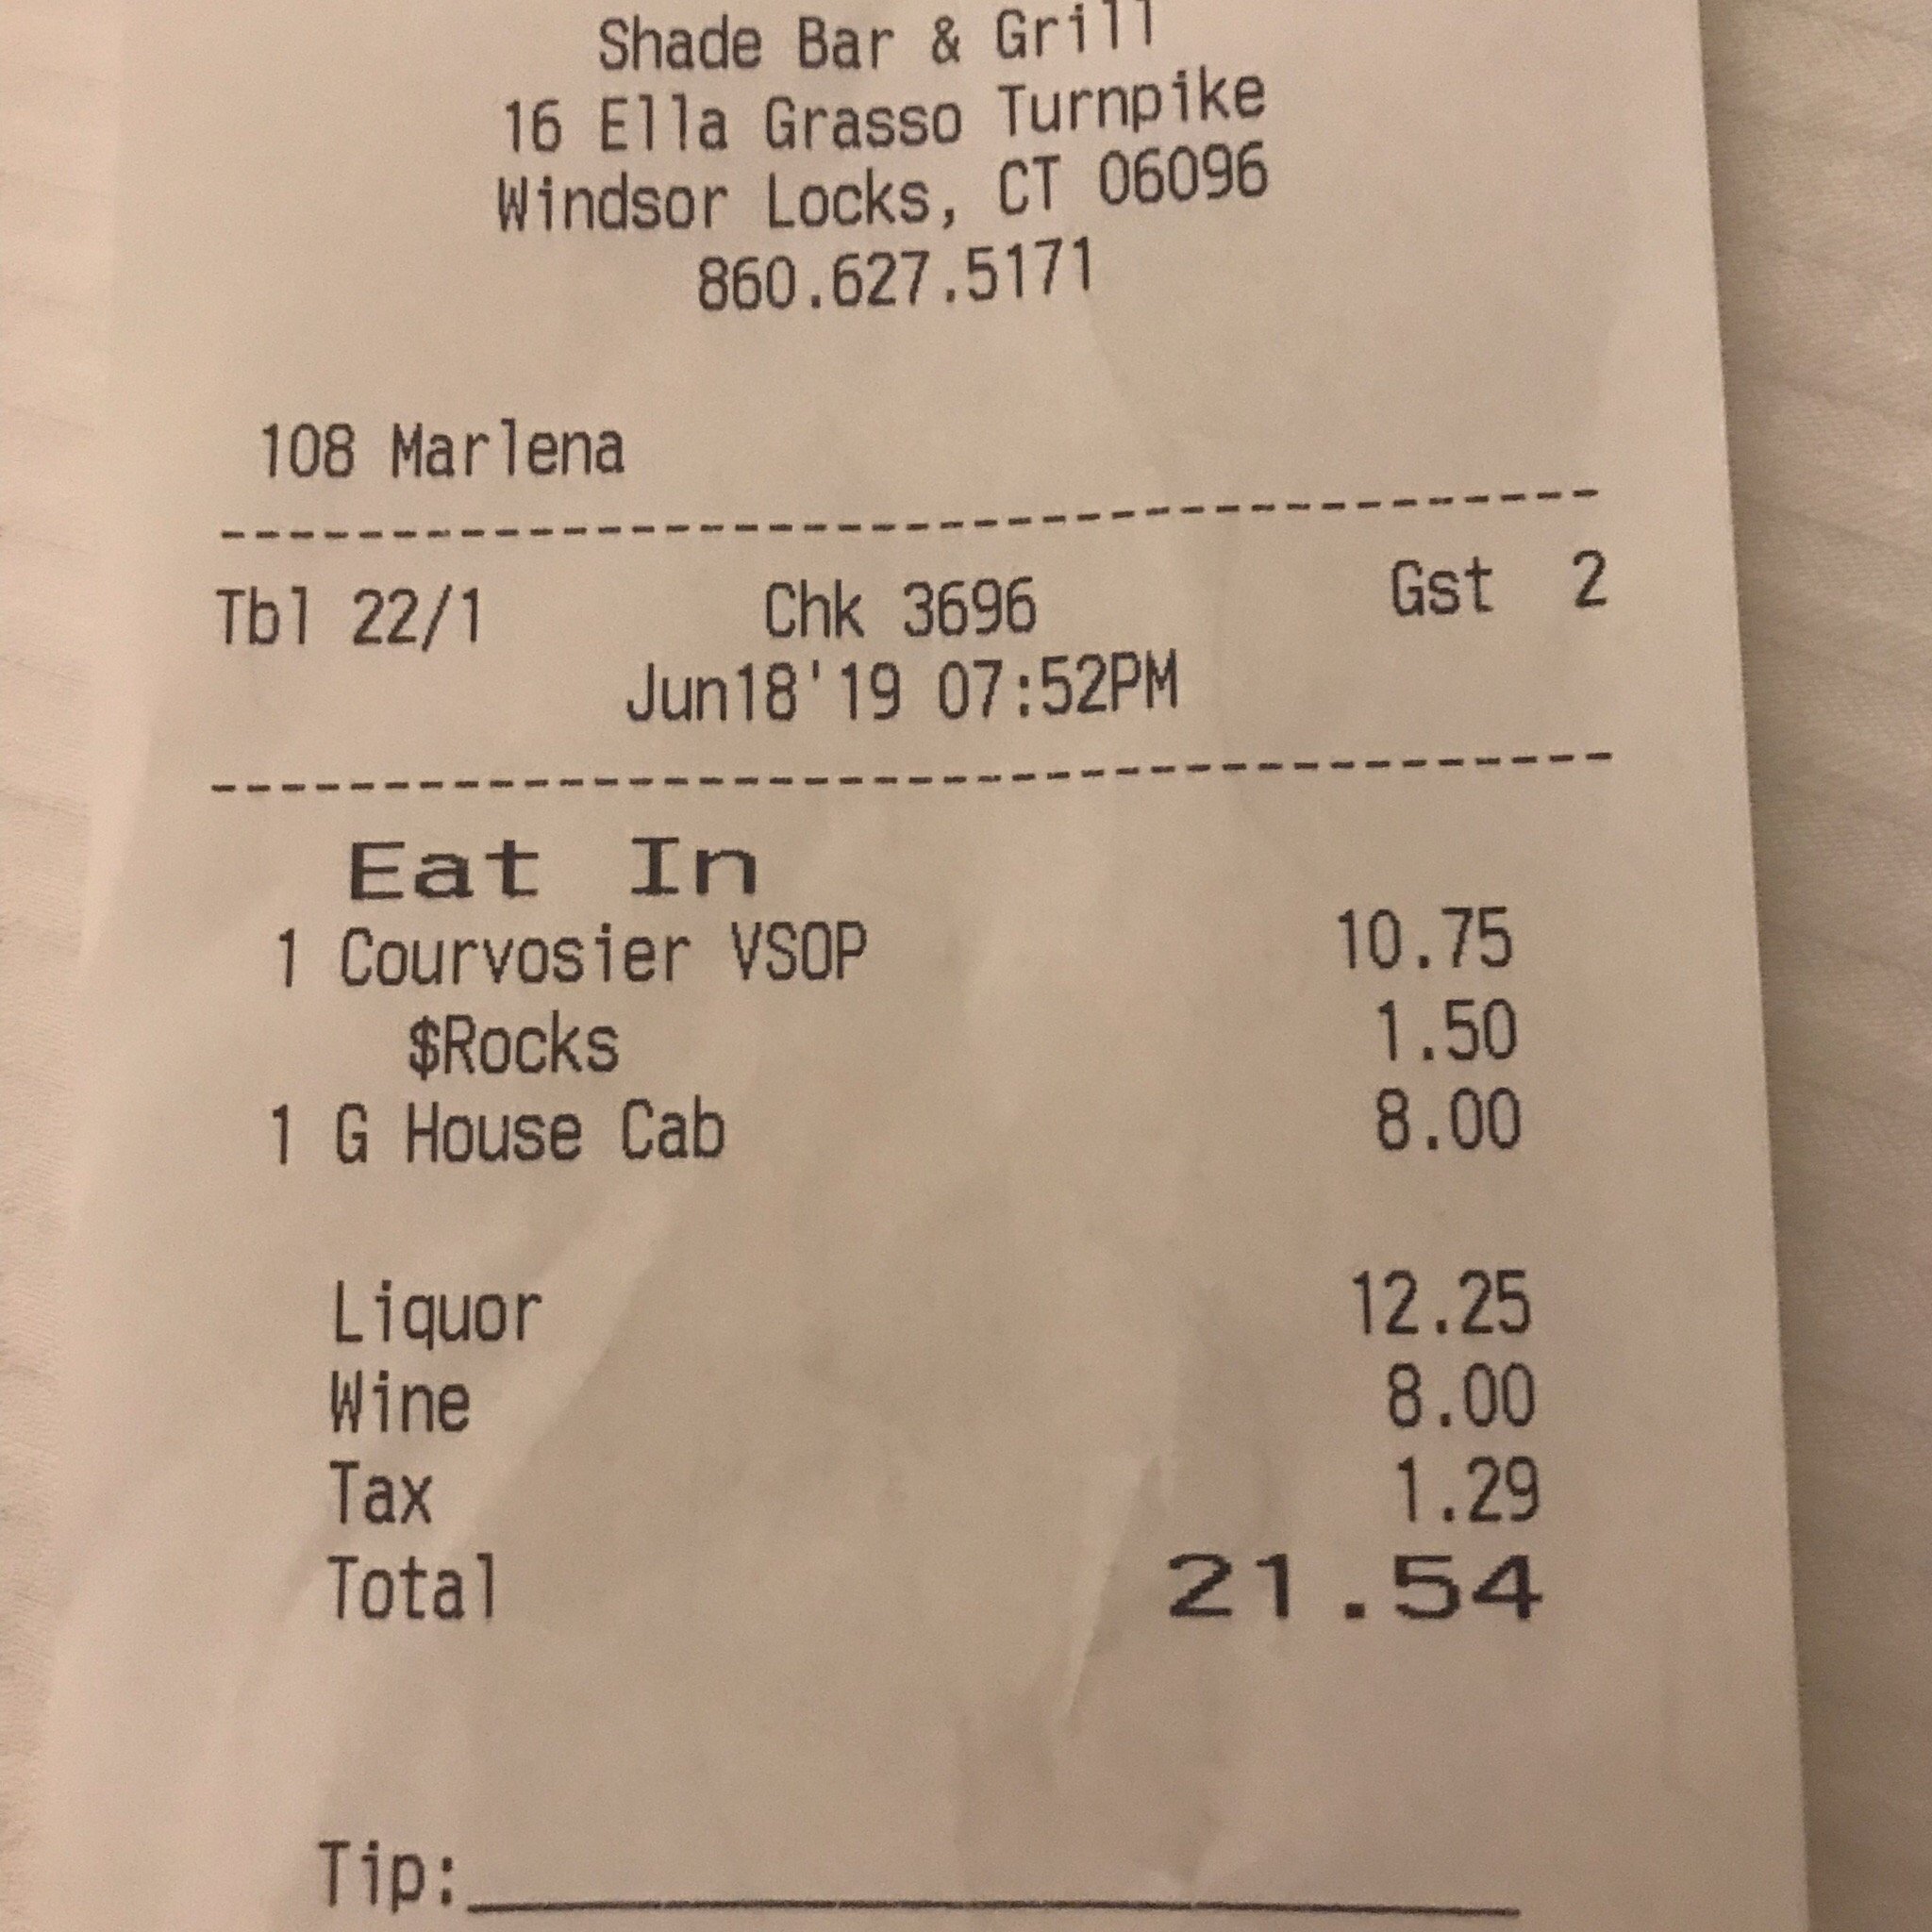 Shade Bar & Grill
16 Ella Grasso Turnpike
Windsor Locks, CT 06096
860.627.5171
108 Marlena
Tbl 22/1 Chk 3696 Gst 2
Jun18'19 07:52PM
Eat In
1 Courvosier VSOP 10.75
$Rocks 1.50
1 G House Cab 8.00
Liquor 12.25
Wine 8.00
Tax 1.29
Total 21.54
Tip: